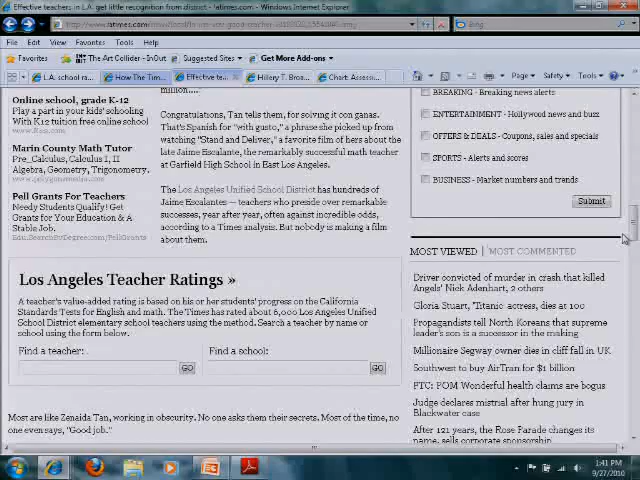 Effective teachers in L.A. get little recognition from district - latimes.com - Windows Internet Explorer
Bing
File Edit View Favorites Tools Help
Favorites The Art Collider - InOut Suggested Sites Get More Add-ons
L.A. school ra... How The Tim... Effective te... Hillery T. Broa... Chart: Assessm...
Page Safety Tools
Online school, grade K-12
Play a part in your kids' schooling
With K12 tuition free online school
Marin County Math Tutor
Pre_Calculus, Calculus I, II
Algebra, Geometry, Trigonometry.
Pell Grants For Teachers
Needy Students Qualify! Get
Grants for Your Education & A
Stable Job.
Edu.SearchByDegree.com/PellGrants
million....
Congratulations, Tan tells them, for solving it con ganas.
That's Spanish for "with gusto," a phrase she picked up from
watching "Stand and Deliver," a favorite film of hers about the
late Jaime Escalante, the remarkably successful math teacher
at Garfield High School in East Los Angeles.
The Los Angeles Unified School District has hundreds of
Jaime Escalantes — teachers who preside over remarkable
successes, year after year, often against incredible odds,
according to a Times analysis. But nobody is making a film
about them.
BREAKING - Breaking news alerts
ENTERTAINMENT - Hollywood news and buzz
OFFERS & DEALS - Coupons, sales and specials
SPORTS - Alerts and scores
BUSINESS - Market numbers and trends
Submit
Los Angeles Teacher Ratings »
A teacher's value-added rating is based on his or her students' progress on the California
Standards Tests for English and math. The Times has rated about 6,000 Los Angeles Unified
School District elementary school teachers using the method. Search a teacher by name or
school using the form below.
Find a teacher: Find a school:
GO GO
Most are like Zenaida Tan, working in obscurity. No one asks them their secrets. Most of the time, no
one even says, "Good job."
MOST VIEWED MOST COMMENTED
Driver convicted of murder in crash that killed
Angels' Nick Adenhart, 2 others
Gloria Stuart, 'Titanic' actress, dies at 100
Propagandists tell North Koreans that supreme
leader's son is a successor in the making
Millionaire Segway owner dies in cliff fall in UK
Southwest to buy AirTran for $1 billion
FTC: POM Wonderful health claims are bogus
Judge declares mistrial after hung jury in
Blackwater case
After 121 years, the Rose Parade changes its
name, sells corporate sponsorship
1:41 PM
9/27/2010